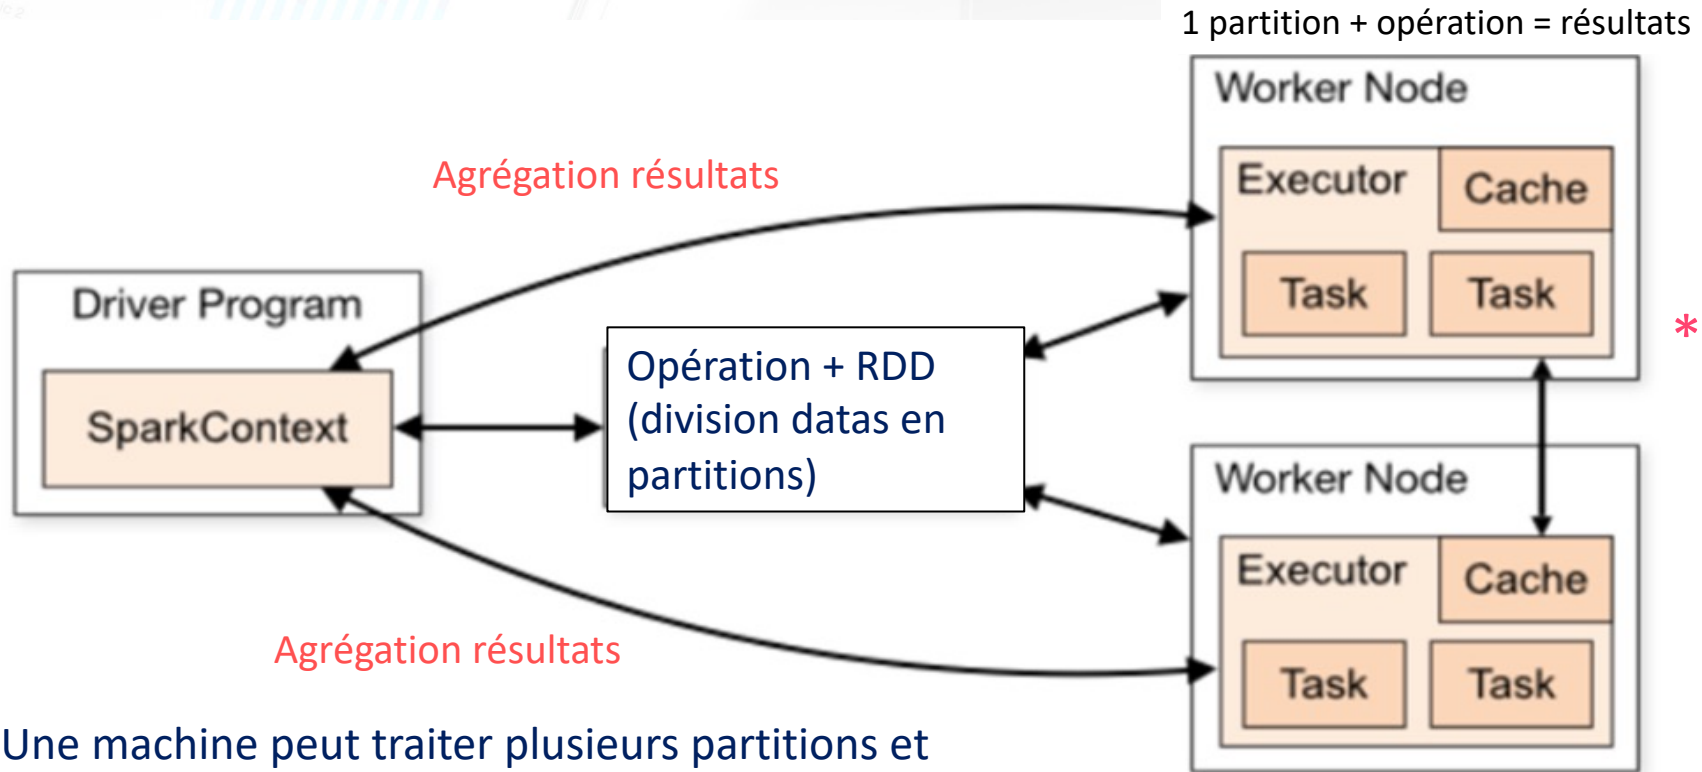 1 partition + opération = résultats
Worker Node
Executor
Cache
Task
Task
*
Agrégation résultats
Driver Program
SparkContext
Opération + RDD
(division datas en
partitions)
Worker Node
Executor
Cache
Task
Task
Agrégation résultats
Une machine peut traiter plusieurs partitions et